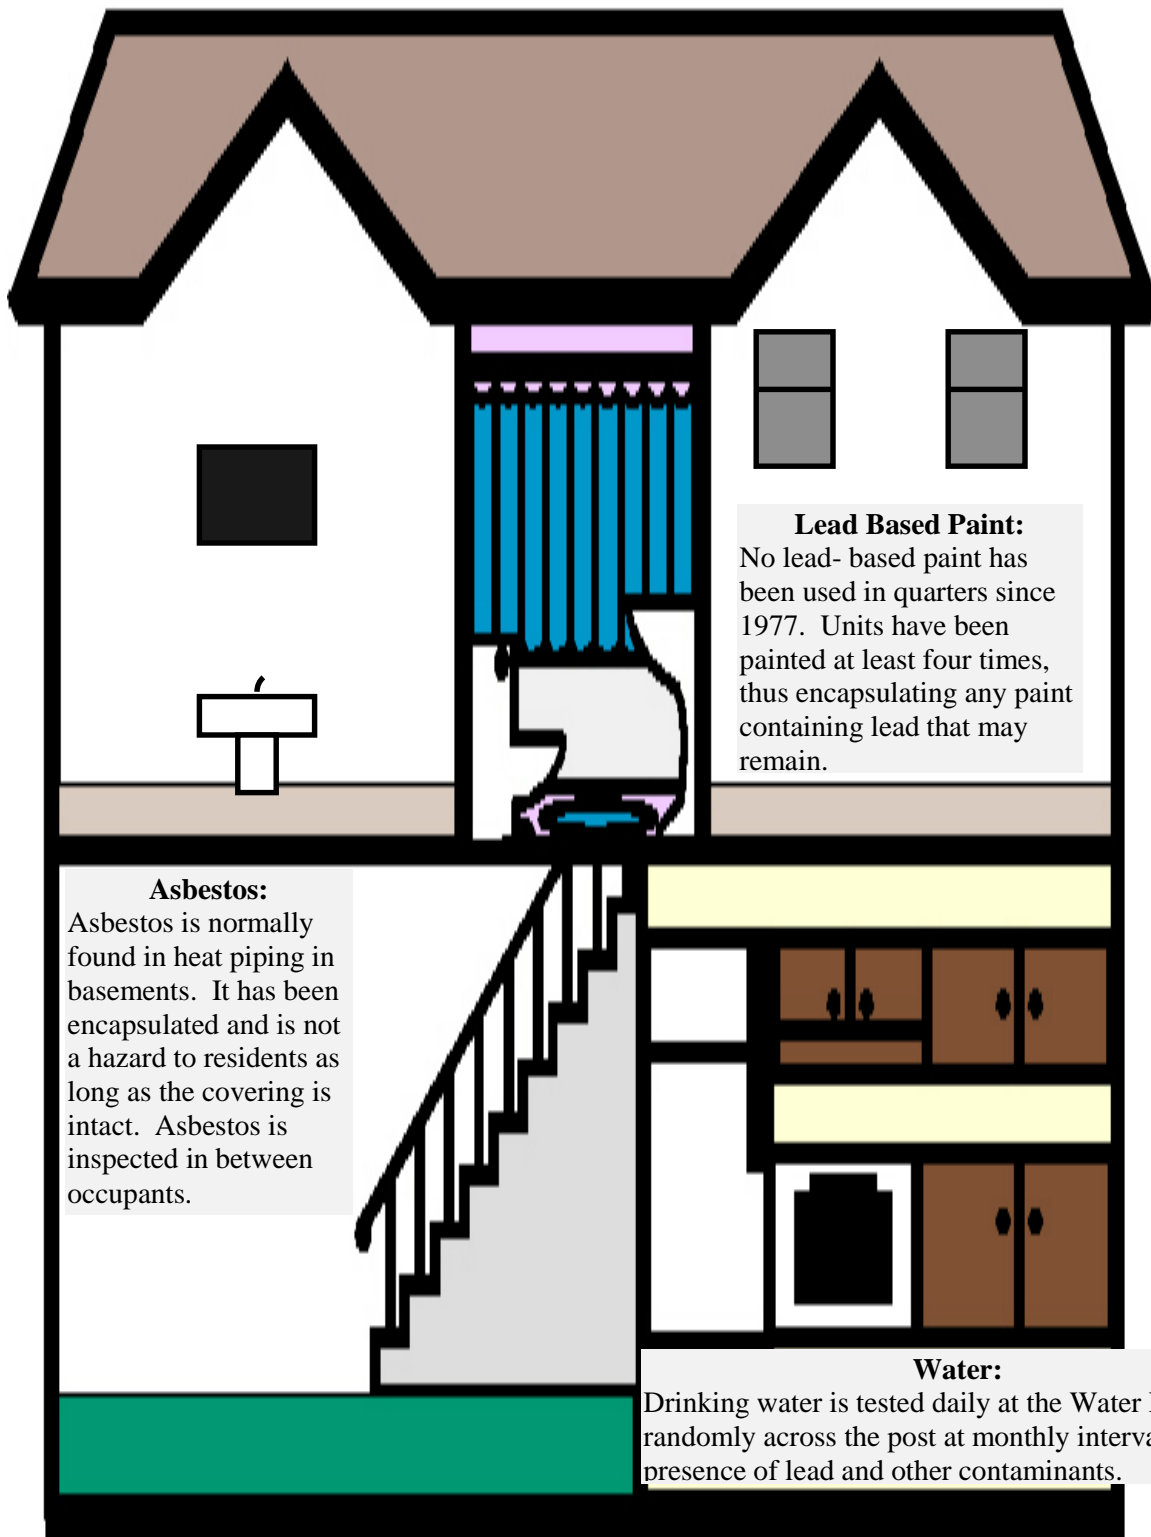 Lead Based Paint:
No lead- based paint has
been used in quarters since
1977.  Units have been
painted at least four times,
thus encapsulating any paint
containing lead that may
remain.
Asbestos:
Asbestos is normally
found in heat piping in
basements.  It has been
encapsulated and is not
a hazard to residents as
long as the covering is
intact.  Asbestos is
inspected in between
occupants.
Water:
Drinking water is tested daily at the Water
randomly across the post at monthly
presence of lead and other contaminants.